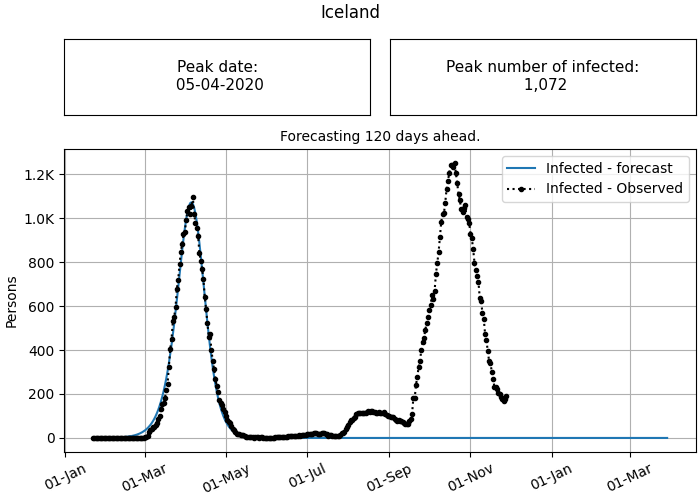 Iceland
Peak date:
05-04-2020
Peak number of infected:
1,072
Forecasting 120 days ahead.
Infected - forecast
Infected - Observed
Persons
1.2K
1.0K
800
600
400
200
0
01-Jan
01-Mar
01-May
01-Jul
01-Sep
01-Nov
01-Jan
01-Mar